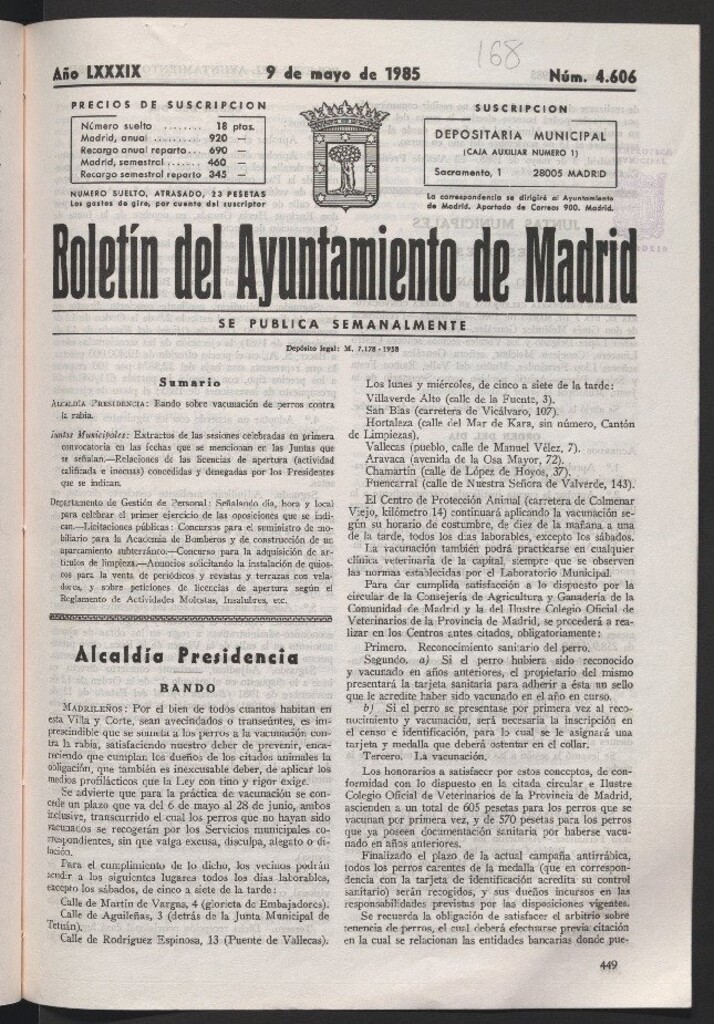 168
Año LXXXIX 9 de mayo de 1985 Núm. 4.606
PRECIOS DE SUSCRIPCION
Número suelto ........ 18 ptas.
Madrid, anual ........ 920 —
Recargo anual reparto... 690 —
Madrid, semestral ...... 460 —
Recargo semestral reparto 345 —
NUMERO SUELTO, ATRASADO, 23 PESETAS
Los gastos de giro, por cuenta del suscriptor
SUSCRIPCION
DEPOSITARIA MUNICIPAL
(CAJA AUXILIAR NUMERO 1)
Sacramento, 1 28005 MADRID
La correspondencia se dirigirá al Ayuntamiento
de Madrid. Apartado de Correos 900. Madrid.
Boletín del Ayuntamiento de Madrid
SE PUBLICA SEMANALMENTE
Depósito legal: M. 7.178 - 1958
Sumario
ALCALDÍA PRESIDENCIA: Bando sobre vacunación de perros contra
la rabia.
Juntas Municipales: Extractos de las sesiones celebradas en primera
convocatoria en las fechas que se mencionan en las Juntas que
se señalan.—Relaciones de las licencias de apertura (actividad
calificada e inocuas) concedidas y denegadas por los Presidentes
que se indican.
Departamento de Gestión de Personal: Señalando día, hora y local
para celebrar el primer ejercicio de las oposiciones que se indi-
can.—Licitaciones públicas: Concursos para el suministro de mo-
biliario para la Academia de Bomberos y de construcción de un
aparcamiento subterráneo.—Concurso para la adquisición de ar-
tículos de limpieza.—Anuncios solicitando la instalación de quios-
cos para la venta de periódicos y revistas y terrazas con vela-
dores, y sobre peticiones de licencias de apertura según el
Reglamento de Actividades Molestas, Insalubres, etc.
Alcaldía Presidencia
BANDO
MADRILEÑOS: Por el bien de todos cuantos habitan en
esta Villa y Corte, sean avecindados o transeúntes, es im-
prescindible que se someta a los perros a la vacunación con-
tra la rabia, satisfaciendo nuestro deber de prevenir, enca-
reciendo que cumplan los dueños de los citados animales la
obligación, que también es inexcusable deber, de aplicar los
medios profilácticos que la Ley con tino y rigor exige.
Se advierte que para la práctica de vacunación se con-
cede un plazo que va del 6 de mayo al 28 de junio, ambos
inclusive, transcurrido el cual los perros que no hayan sido
vacunados se recogerán por los Servicios municipales co-
rrespondientes, sin que valga excusa, disculpa, alegato o di-
lación.
Para el cumplimiento de lo dicho, los vecinos podrán
acudir a los siguientes lugares todos los días laborables,
excepto los sábados, de cinco a siete de la tarde:
Calle de Martín de Vargas, 4 (glorieta de Embajadores).
Calle de Aguileñas, 3 (detrás de la Junta Municipal de
Tetuán).
Calle de Rodríguez Espinosa, 13 (Puente de Vallecas).
Los lunes y miércoles, de cinco a siete de la tarde:
Villaverde Alto (calle de la Fuente, 3).
San Blas (carretera de Vicálvaro, 107).
Hortaleza (calle del Mar de Kara, sin número, Cantón
de Limpiezas).
Vallecas (pueblo, calle de Manuel Vélez, 7).
Aravaca (avenida de la Osa Mayor, 72).
Chamartín (calle de López de Hoyos, 37).
Fuencarral (calle de Nuestra Señora de Valverde, 143).
El Centro de Protección Animal (carretera de Colmenar
Viejo, kilómetro 14) continuará aplicando la vacunación se-
gún su horario de costumbre, de diez de la mañana a una
de la tarde, todos los días laborables, excepto los sábados.
La vacunación también podrá practicarse en cualquier
clínica veterinaria de la capital, siempre que se observen
las normas establecidas por el Laboratorio Municipal.
Para dar cumplida satisfacción a lo dispuesto por la
circular de la Consejería de Agricultura y Ganadería de la
Comunidad de Madrid y la del Ilustre Colegio Oficial de
Veterinarios de la Provincia de Madrid, se procederá a rea-
lizar en los Centros antes citados, obligatoriamente:
Primero. Reconocimiento sanitario del perro.
Segundo. a) Si el perro hubiera sido reconocido
y vacunado en años anteriores, el propietario del mismo
presentará la tarjeta sanitaria para adherir a ésta un sello
que le acredite haber sido vacunado en el año en curso.
b) Si el perro se presentase por primera vez al reco-
nocimiento y vacunación, será necesaria la inscripción en
el censo e identificación, para lo cual se le asignará una
tarjeta y medalla que deberá ostentar en el collar.
Tercero. La vacunación.
Los honorarios a satisfacer por estos conceptos, de con-
formidad con lo dispuesto en la citada circular e Ilustre
Colegio Oficial de Veterinarios de la Provincia de Madrid,
ascienden a un total de 605 pesetas para los perros que se
vacunan por primera vez, y de 570 pesetas para los perros
que ya poseen documentación sanitaria por haberse vacu-
nado en años anteriores.
Finalizado el plazo de la actual campaña antirrábica,
todos los perros carentes de la medalla (que en correspon-
dencia con la tarjeta de identificación acredita su control
sanitario) serán recogidos, y sus dueños incursos en las
responsabilidades previstas por las disposiciones vigentes.
Se recuerda la obligación de satisfacer el arbitrio sobre
tenencia de perros, el cual deberá efectuarse previa citación
en la cual se relacionan las entidades bancarias donde pue-
449